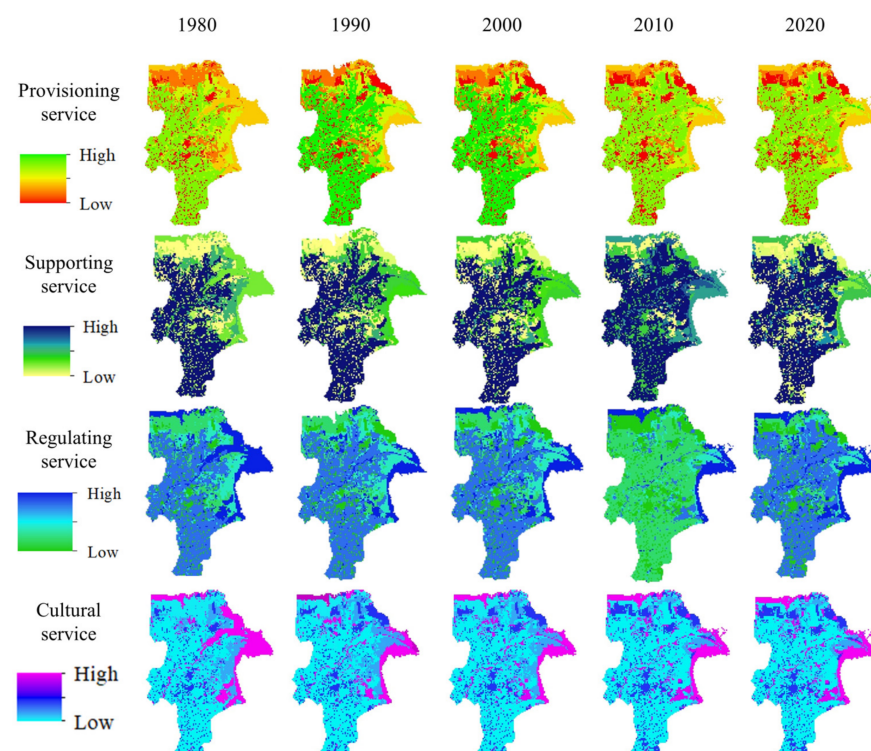 1980 1990 2000 2010 2020
Provisioning
service
High
Low
Supporting
service
High
Low
Regulating
service
High
Low
Cultural
service
High
Low